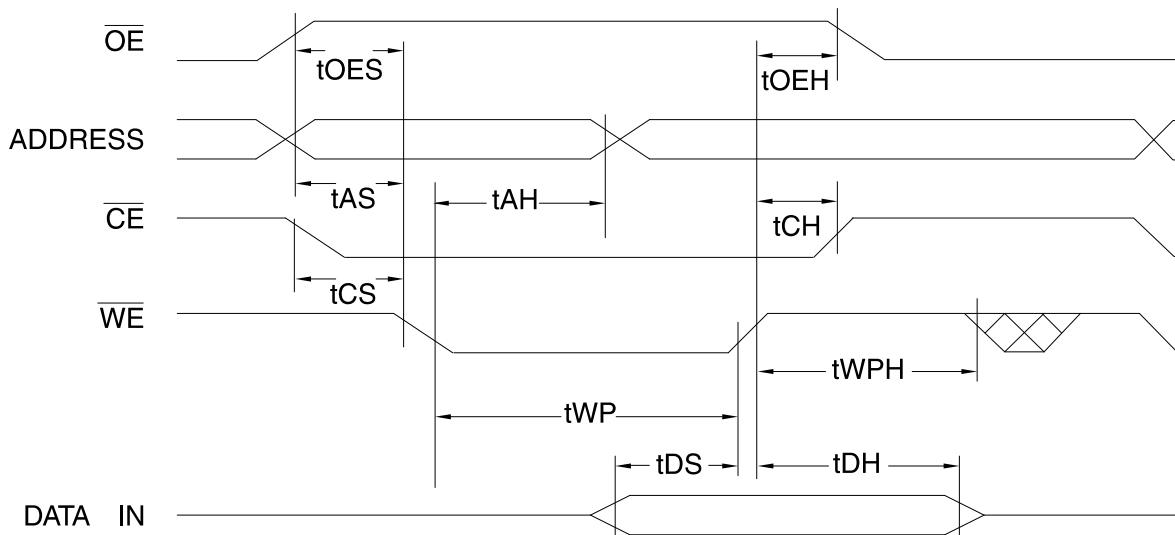 OE
tOES
tOEH
ADDRESS
tAS
tAH
CE
tCH
tCS
WE
tWPH
tWP
tDS
tDH
DATA IN